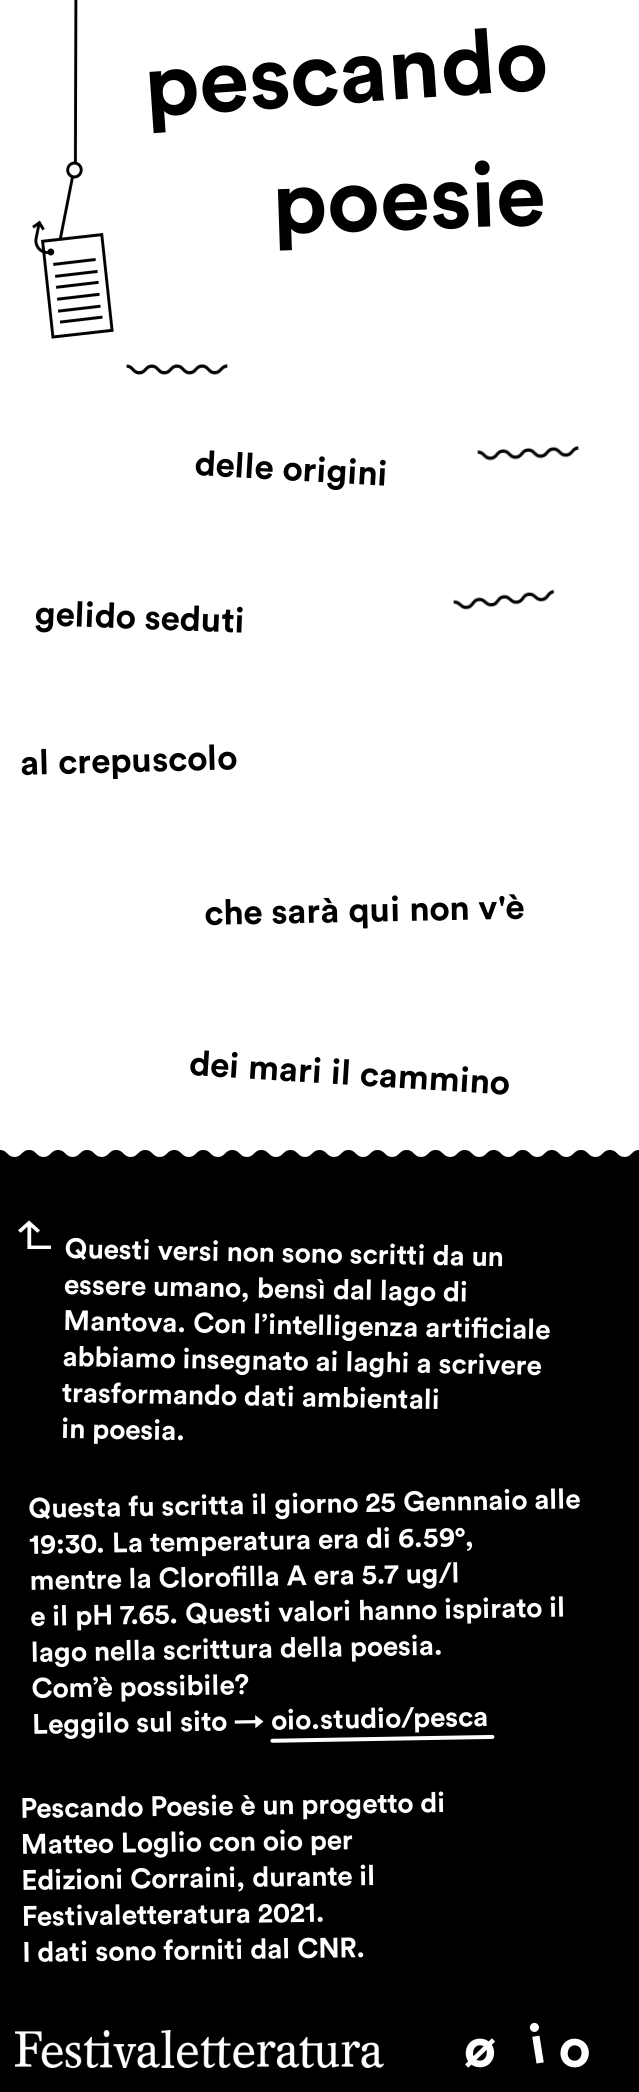 pescando
poesie
delle origini
gelido seduti
al crepuscolo
che sarà qui non v'è
dei mari il cammino
Questi versi non sono scritti da un
essere umano, bensì dal lago di
Mantova. Con l’intelligenza artificiale
abbiamo insegnato ai laghi a scrivere
trasformando dati ambientali
in poesia.
Questa fu scritta il giorno 25 Gennnaio alle
19:30. La temperatura era di 6.59°,
mentre la Clorofilla A era 5.7 ug/l
e il pH 7.65. Questi valori hanno ispirato il
lago nella scrittura della poesia.
Com’è possibile?
Leggilo sul sito → oio.studio/pesca
Pescando Poesie è un progetto di
Matteo Loglio con oio per
Edizioni Corraini, durante il
Festivaletteratura 2021.
I dati sono forniti dal CNR.
Festivaletteratura ø i o